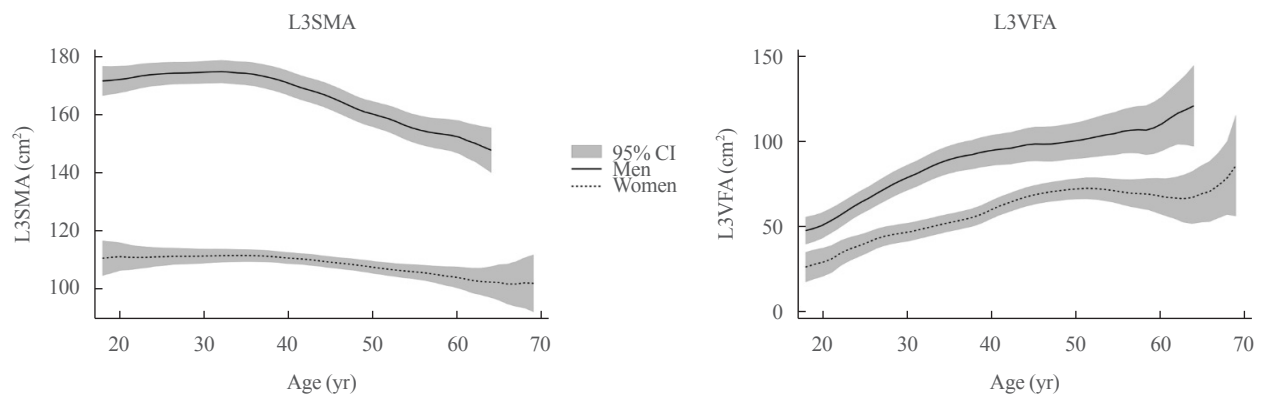 L3SMA
180
160
140
110
100
L3SMA (cm²)
20 30 40 50 60 70
Age (yr)
95% CI
Men
Women
L3VFA
150
100
50
0
L3VFA (cm²)
20 30 40 50 60 70
Age (yr)